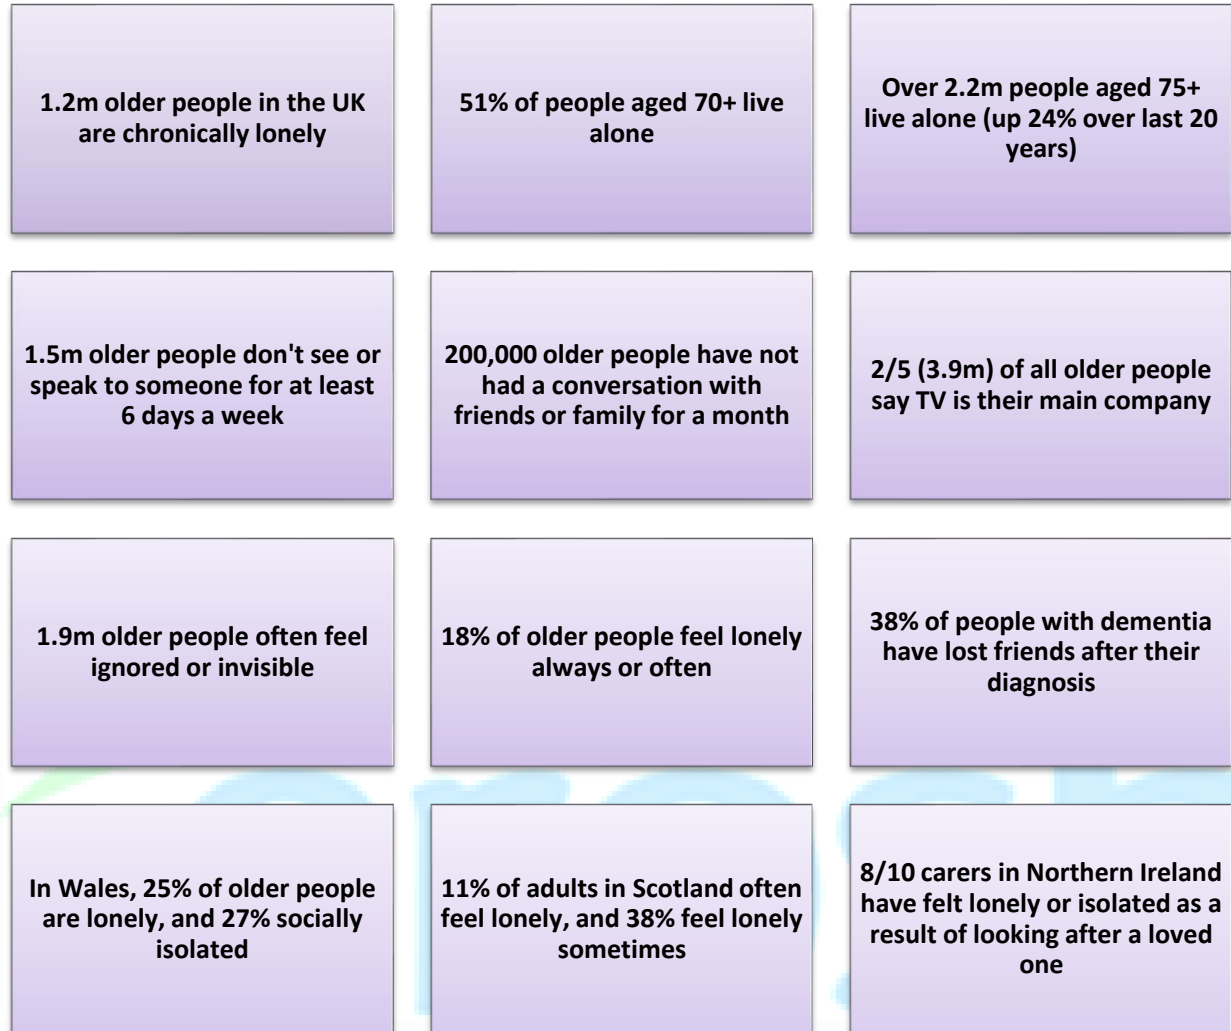 1.2m older people in the UK
are chronically lonely
51% of people aged 70+ live
alone
Over 2.2m people aged 75+
live alone (up 24% over last 20
years)
1.5m older people don't see or
speak to someone for at least
6 days a week
200,000 older people have not
had a conversation with
friends or family for a month
2/5 (3.9m) of all older people
say TV is their main company
1.9m older people often feel
ignored or invisible
18% of older people feel lonely
always or often
38% of people with dementia
have lost friends after their
diagnosis
In Wales, 25% of older people
are lonely, and 27% socially
isolated
11% of adults in Scotland often
feel lonely, and 38% feel lonely
sometimes
8/10 carers in Northern Ireland
have felt lonely or isolated as a
result of looking after a loved
one